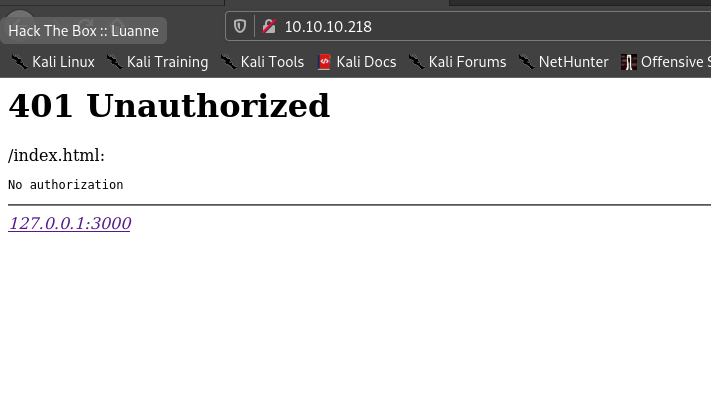 Hack The Box :: Luanne
10.10.10.218
Kali Linux Kali Training Kali Tools Kali Docs Kali Forums NetHunter Offensive S
401 Unauthorized
/index.html:
No authorization
127.0.0.1:3000